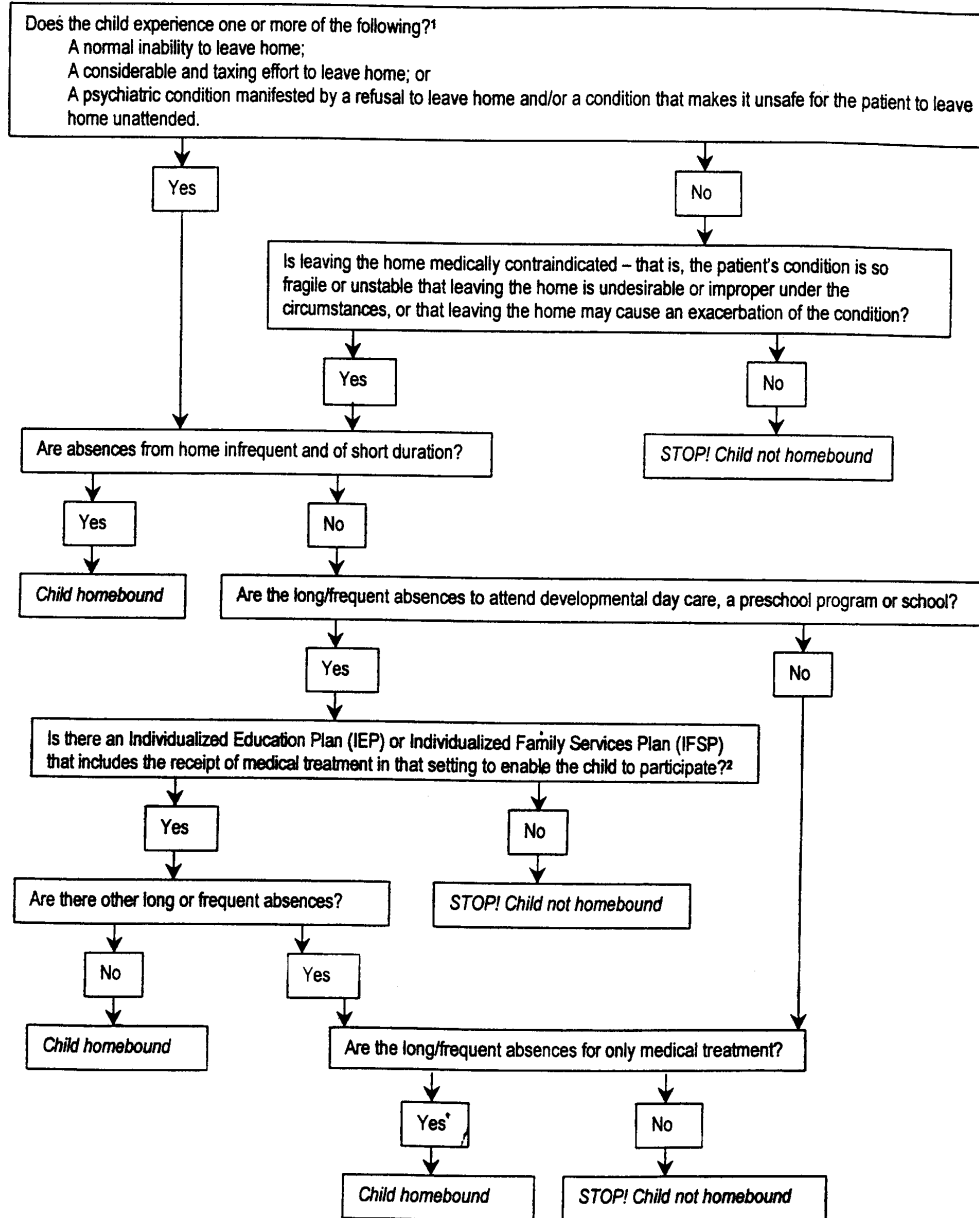 Does the child experience one or more of the following?¹
A normal inability to leave home;
A considerable and taxing effort to leave home; or
A psychiatric condition manifested by a refusal to leave home and/or a condition that makes it unsafe for the patient to leave
home unattended.
Yes
No
Is leaving the home medically contraindicated – that is, the patient's condition is so
fragile or unstable that leaving the home is undesirable or improper under the
circumstances, or that leaving the home may cause an exacerbation of the condition?
Yes
No
Are absences from home infrequent and of short duration?
STOP! Child not homebound
Yes
No
Child homebound
Are the long/frequent absences to attend developmental day care, a preschool program or school?
Yes
No
Is there an Individualized Education Plan (IEP) or Individualized Family Services Plan (IFSP)
that includes the receipt of medical treatment in that setting to enable the child to participate?²
Yes
No
Are there other long or frequent absences?
STOP! Child not homebound
No
Yes
Child homebound
Are the long/frequent absences for only medical treatment?
Yes
No
Child homebound
STOP! Child not homebound